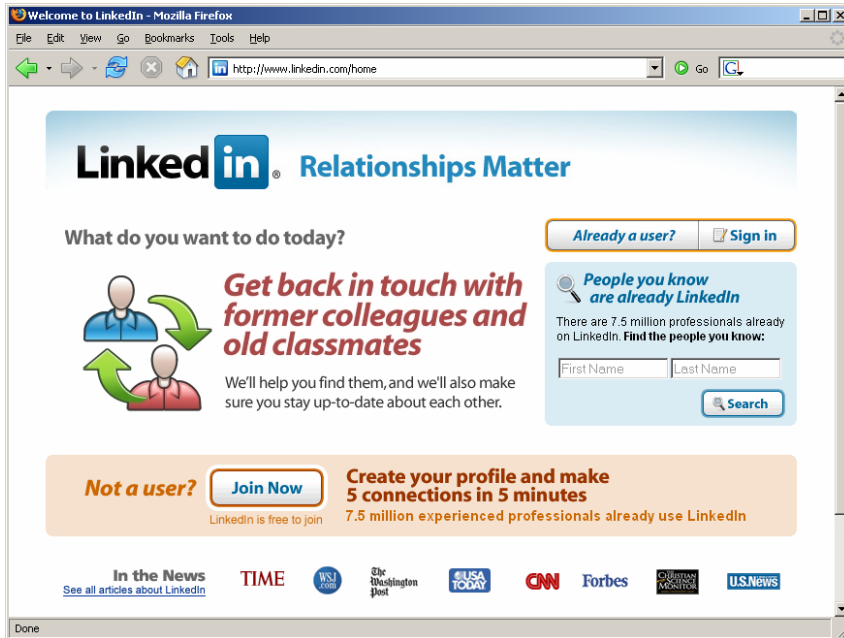 Welcome to LinkedIn - Mozilla Firefox
File Edit View Go Bookmarks Tools Help
http://www.linkedin.com/home
Go
G
Linked in ® Relationships Matter
What do you want to do today?
Already a user? Sign in
Get back in touch with
former colleagues and
old classmates
We'll help you find them, and we'll also make
sure you stay up-to-date about each other.
People you know
are already LinkedIn
There are 7.5 million professionals already
on LinkedIn. Find the people you know:
First Name Last Name
Search
Not a user? Join Now
LinkedIn is free to join
Create your profile and make
5 connections in 5 minutes
7.5 million experienced professionals already use LinkedIn
In the News
See all articles about LinkedIn
TIME
WSJ
.com
The
Washington
Post
USA
TODAY
CNN
Forbes
THE
CHRISTIAN
SCIENCE
MONITOR
U.S.News
Done